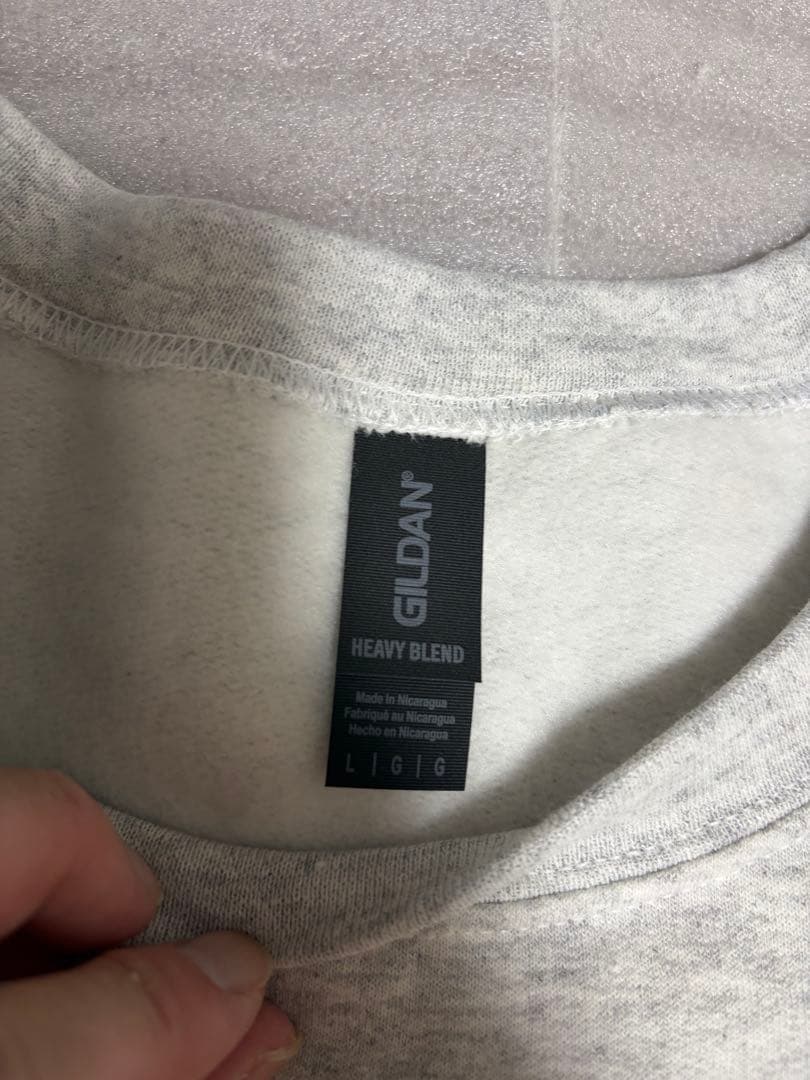 GILDAN®
HEAVY BLEND
Made in Nicaragua
Fabriqué au Nicaragua
Hecho en Nicaragua
L | G | G